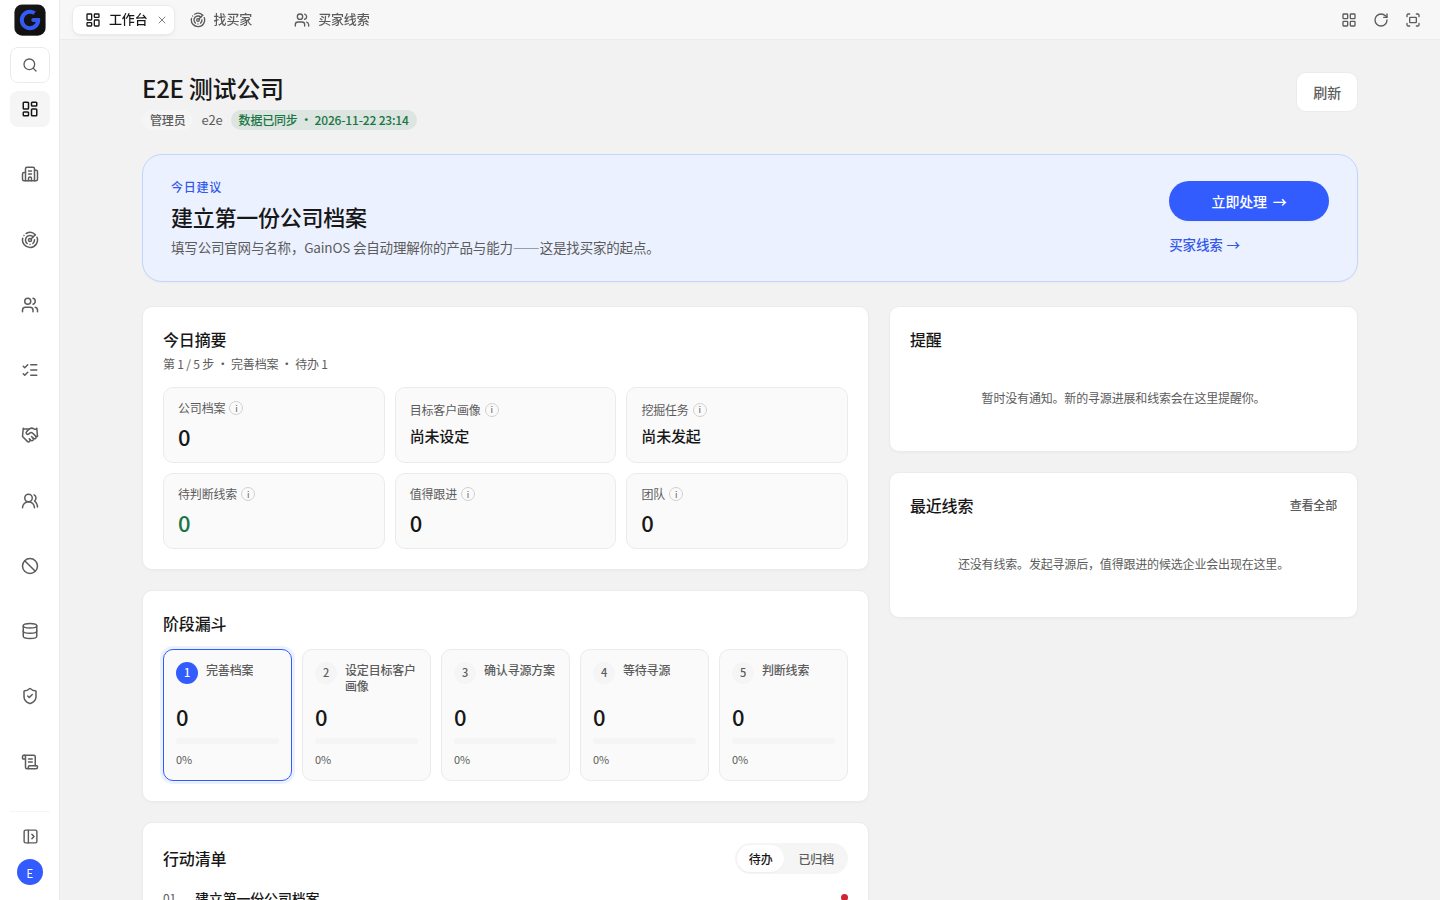 工作台
找买家
买家线索
E2E 测试公司
刷新
管理员 e2e 数据已同步 · 2026-11-22 23:14
今日建议
建立第一份公司档案
填写公司官网与名称，GainOS 会自动理解你的产品与能力——这是找买家的起点。
立即处理 →
买家线索 →
今日摘要
第 1 / 5 步 · 完善档案 · 待办 1
公司档案
0
目标客户画像
尚未设定
挖掘任务
尚未发起
待判断线索
0
值得跟进
0
团队
0
提醒
暂时没有通知。新的寻源进展和线索会在这里提醒你。
最近线索
查看全部
还没有线索。发起寻源后，值得跟进的候选企业会出现在这里。
阶段漏斗
1 完善档案
0
0%
2 设定目标客户
画像
0
0%
3 确认寻源方案
0
0%
4 等待寻源
0
0%
5 判断线索
0
0%
行动清单
待办 已归档
01 建立第一份公司档案
E